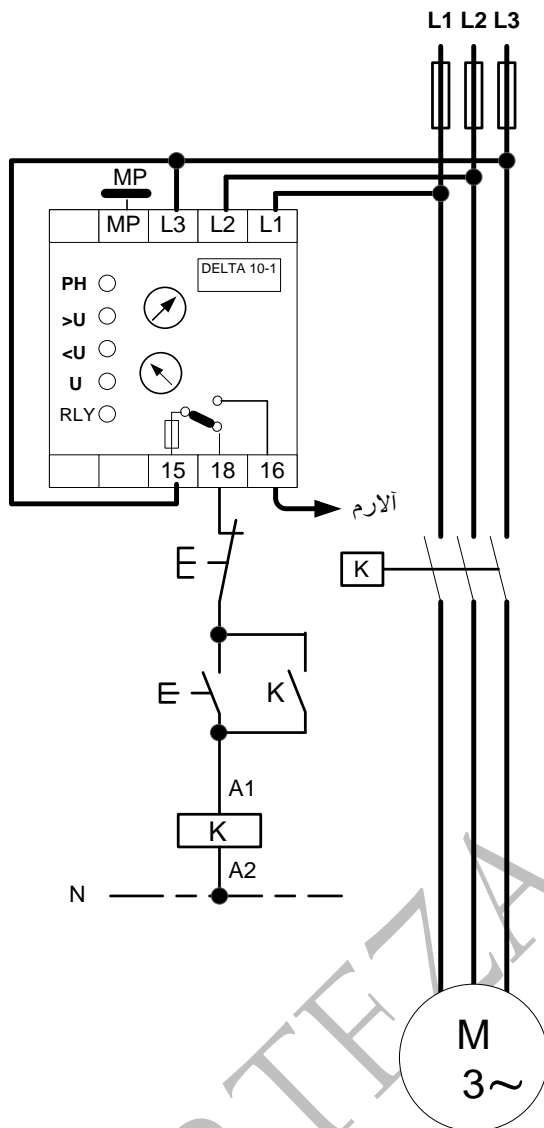 L1 L2 L3
MP
MP L3 L2 L1
DELTA 10-1
PH
>U
<U
U
RLY
15 18 16
آلارم
E
K
E K
A1
K
A2
N
M
3~